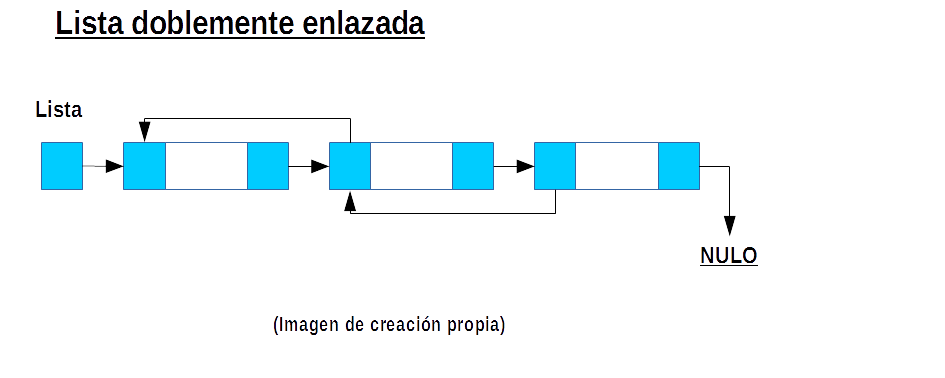 Lista doblemente enlazada
Lista
NULO
(Imagen de creación propia)